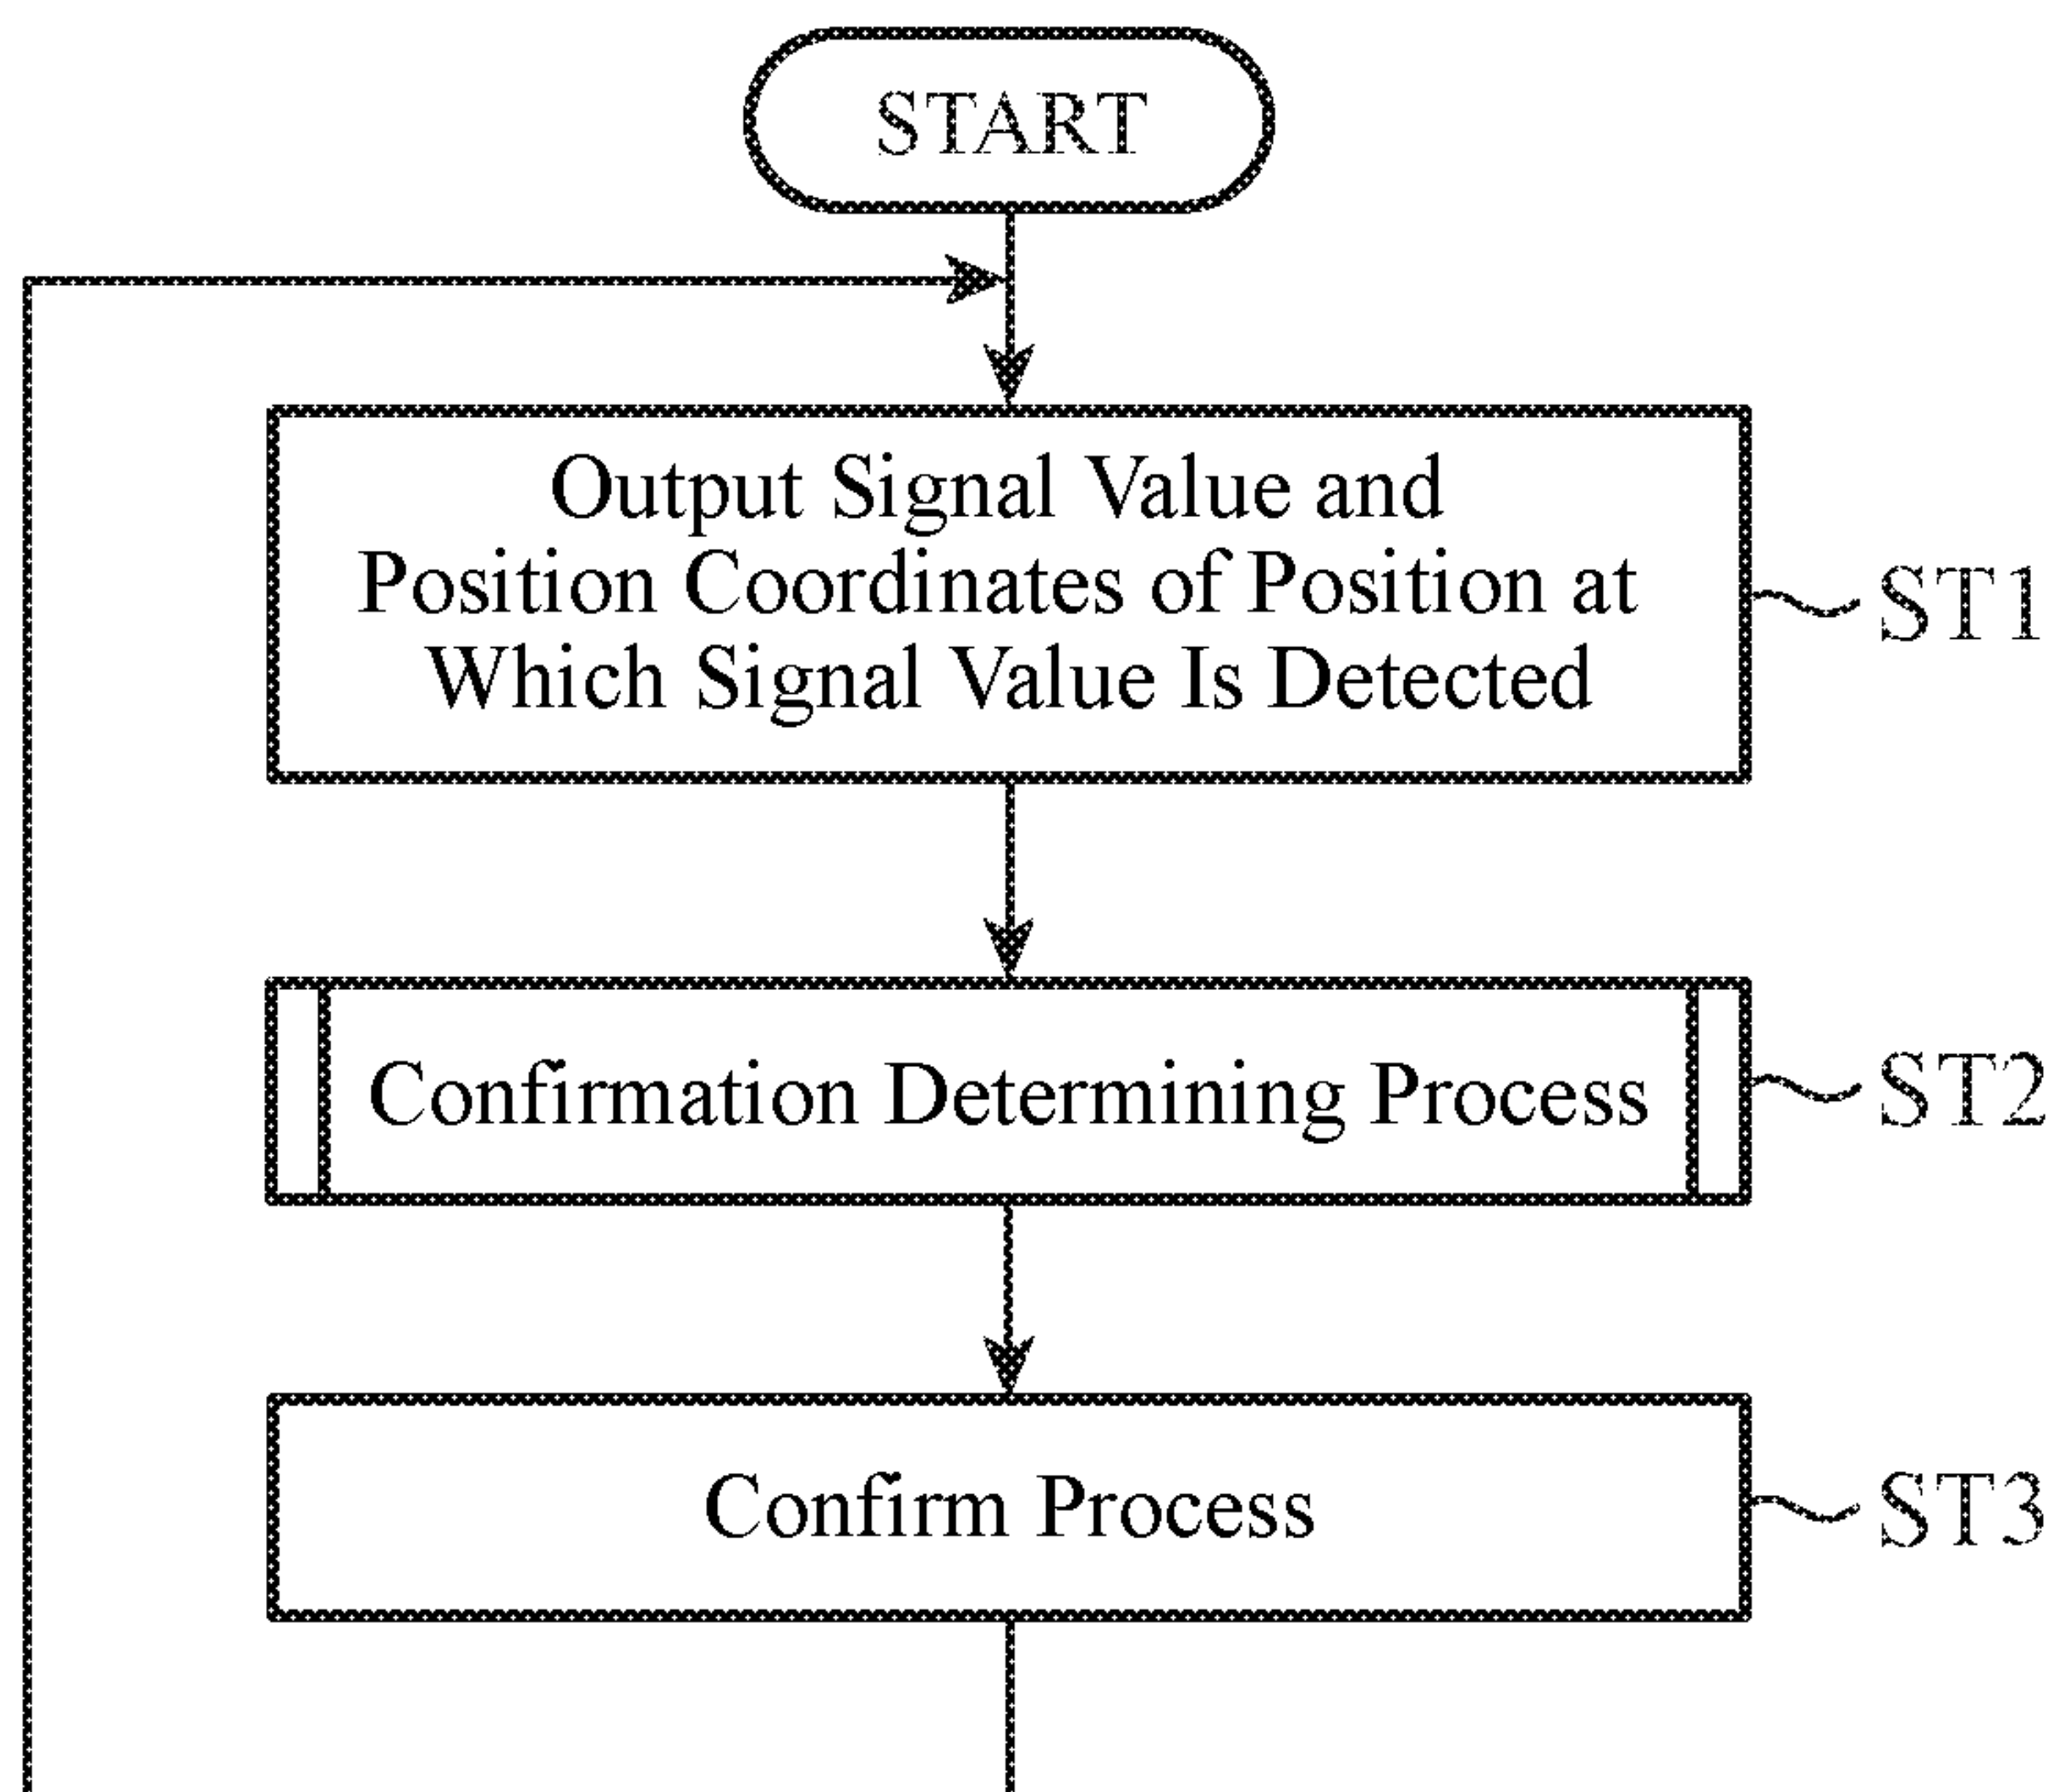 START
Output Signal Value and
Position Coordinates of Position at
Which Signal Value Is Detected
ST1
Confirmation Determining Process
ST2
Confirm Process
ST3